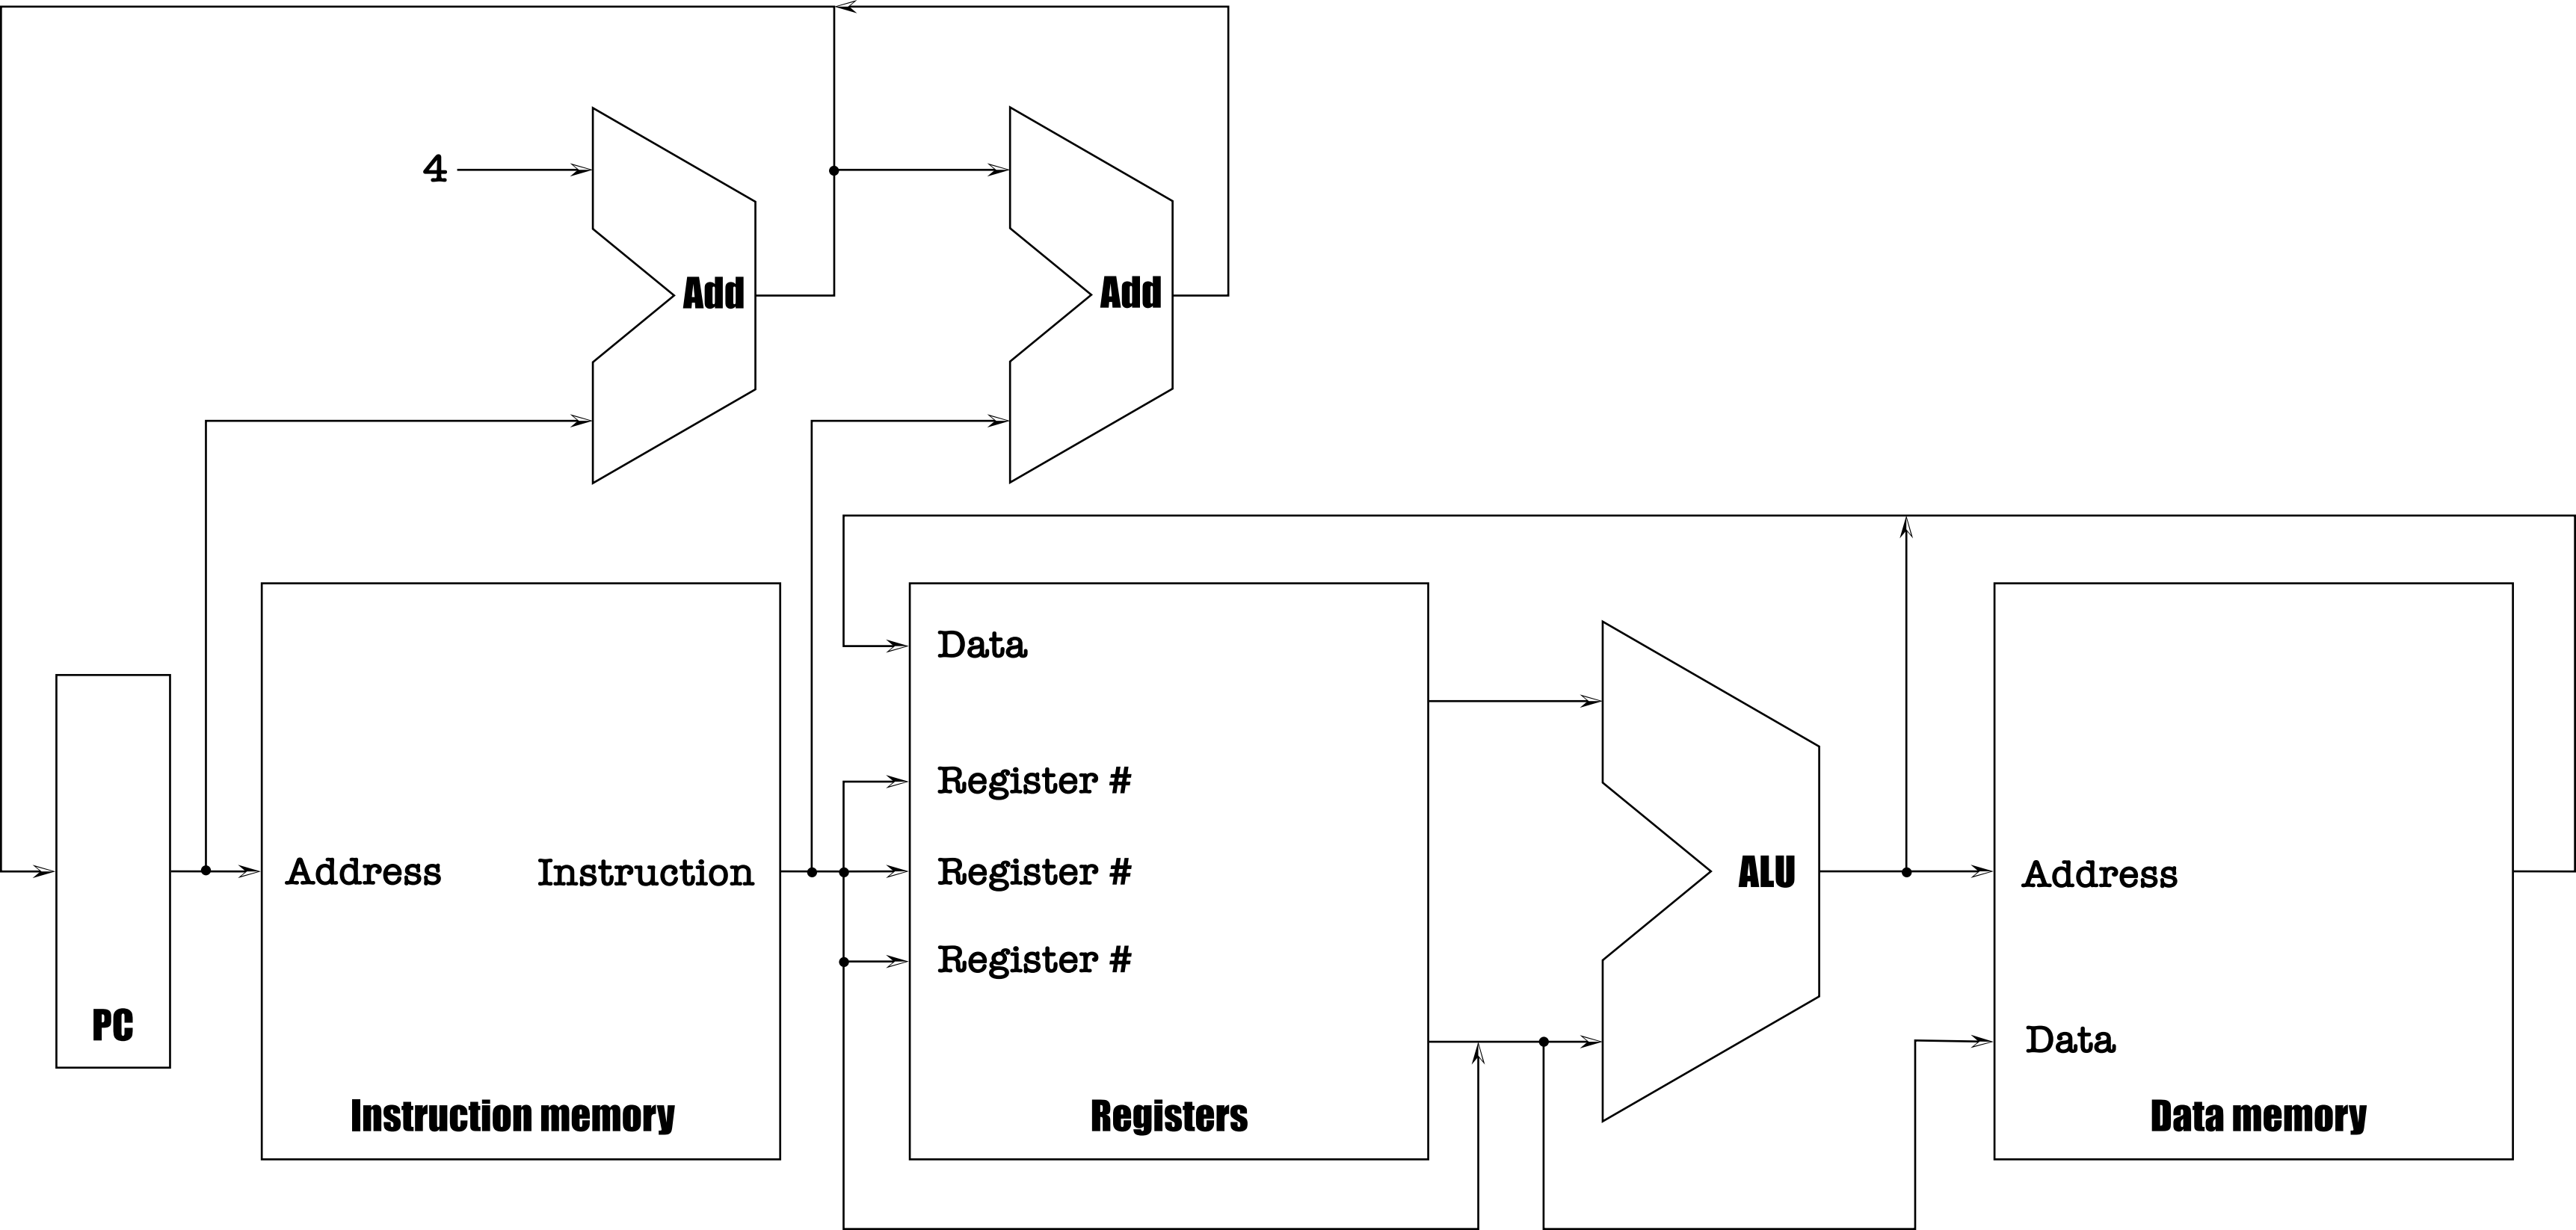 4
Add
Add
Data
Register #
Address
Instruction
Register #
ALU
Address
Register #
PC
Data
Instruction memory
Registers
Data memory